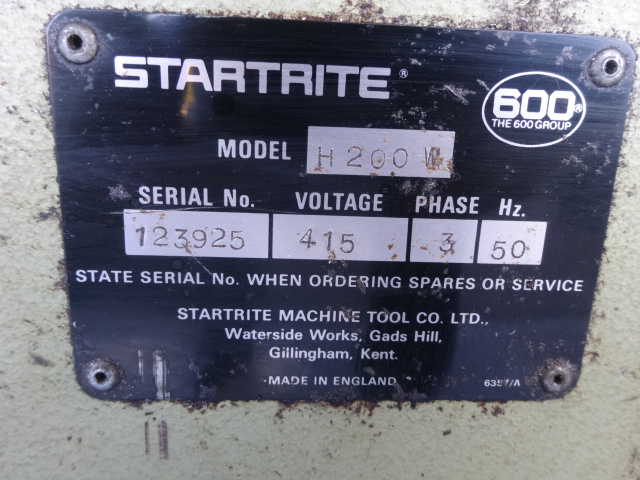 STARTRITE®
600®
THE 600 GROUP
MODEL H200W
SERIAL No. VOLTAGE PHASE Hz.
123925 415 3 50
STATE SERIAL No. WHEN ORDERING SPARES OR SERVICE
STARTRITE MACHINE TOOL CO. LTD.,
Waterside Works, Gads Hill,
Gillingham, Kent.
MADE IN ENGLAND